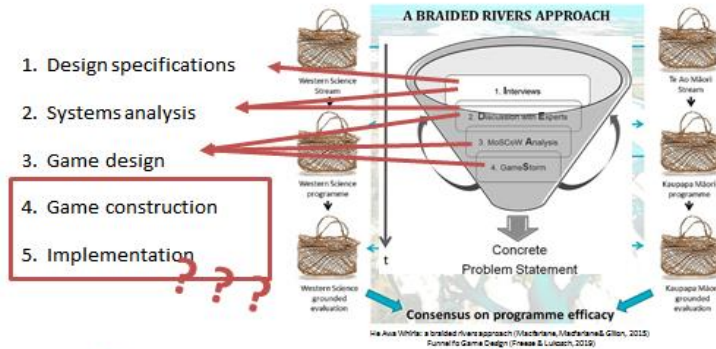 A BRAIDED RIVERS APPROACH
1. Design specifications
2. Systems analysis
3. Game design
4. Game construction
5. Implementation
? ? ?
Western Science
Stream
Western Science
programme
Western Science
grounded
evaluation
1. Interviews
2. Discussion with Experts
3. MoSCoW Analysis
4. GameStorm
t
Concrete
Problem Statement
Te Ao Māori
Stream
Kaupapa Māori
programme
Kaupapa Māori
grounded
evaluation
Consensus on programme efficacy
He Awa Whiria: a braided rivers approach (Macfarlane, Macfarlane & Gillon, 2015)
Funnel fo Game Design (Freese & Lukosch, 2019)